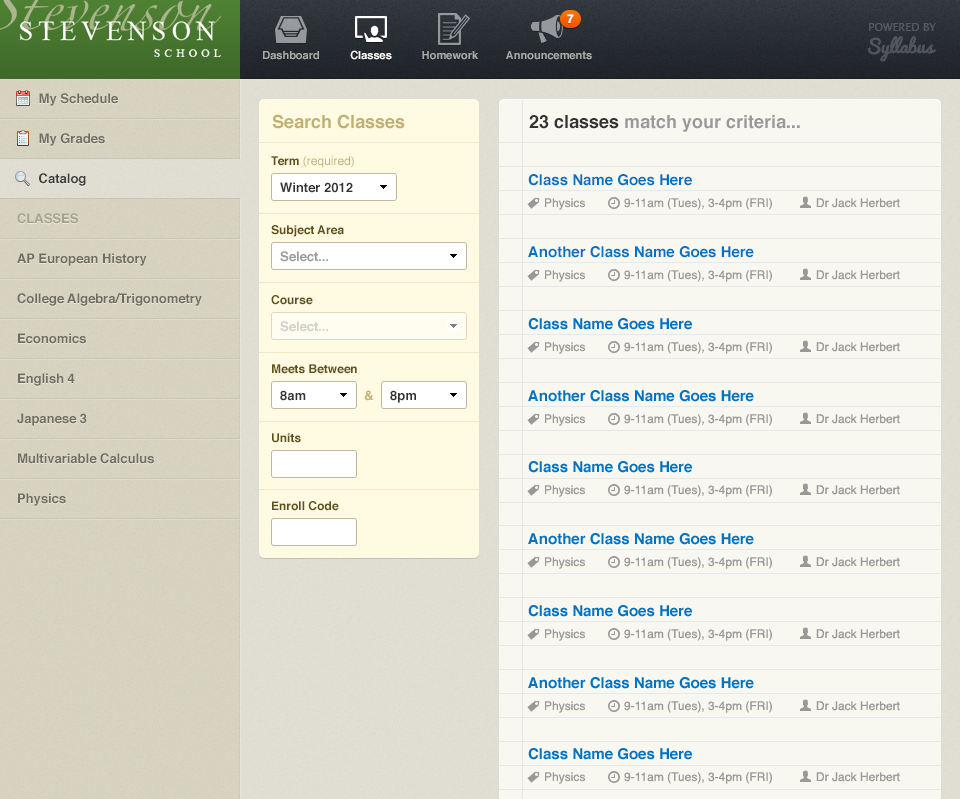 Stevenson
STEVENSON
SCHOOL
Dashboard
Classes
Homework
7
Announcements
POWERED BY
Syllabus
My Schedule
My Grades
Catalog
CLASSES
AP European History
College Algebra/Trigonometry
Economics
English 4
Japanese 3
Multivariable Calculus
Physics
Search Classes
Term (required)
Winter 2012
Subject Area
Select...
Course
Select...
Meets Between
8am & 8pm
Units
Enroll Code
23 classes match your criteria...
Class Name Goes Here
Physics 9-11am (Tues), 3-4pm (FRI) Dr Jack Herbert
Another Class Name Goes Here
Physics 9-11am (Tues), 3-4pm (FRI) Dr Jack Herbert
Class Name Goes Here
Physics 9-11am (Tues), 3-4pm (FRI) Dr Jack Herbert
Another Class Name Goes Here
Physics 9-11am (Tues), 3-4pm (FRI) Dr Jack Herbert
Class Name Goes Here
Physics 9-11am (Tues), 3-4pm (FRI) Dr Jack Herbert
Another Class Name Goes Here
Physics 9-11am (Tues), 3-4pm (FRI) Dr Jack Herbert
Class Name Goes Here
Physics 9-11am (Tues), 3-4pm (FRI) Dr Jack Herbert
Another Class Name Goes Here
Physics 9-11am (Tues), 3-4pm (FRI) Dr Jack Herbert
Class Name Goes Here
Physics 9-11am (Tues), 3-4pm (FRI) Dr Jack Herbert